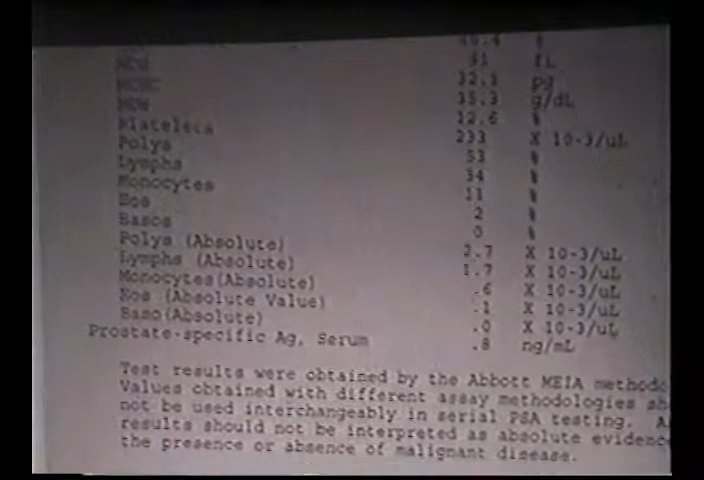 31 fL
32.1 pg
35.3 g/dL
12.6 %
Platelets 233 X 10-3/uL
Polys 53 %
Lymphs 34 %
Monocytes 11 %
Eos 2 %
Basos 0 %
Polys (Absolute) 2.7 X 10-3/uL
Lymphs (Absolute) 1.7 X 10-3/uL
Monocytes(Absolute) .6 X 10-3/uL
Eos (Absolute Value) .1 X 10-3/uL
Baso(Absolute) .0 X 10-3/uL
Prostate-specific Ag, Serum .8 ng/mL
Test results were obtained by the Abbott MEIA methodo
Values obtained with different assay methodologies sh
not be used interchangeably in serial PSA testing. A
results should not be interpreted as absolute evidence
the presence or absence of malignant disease.